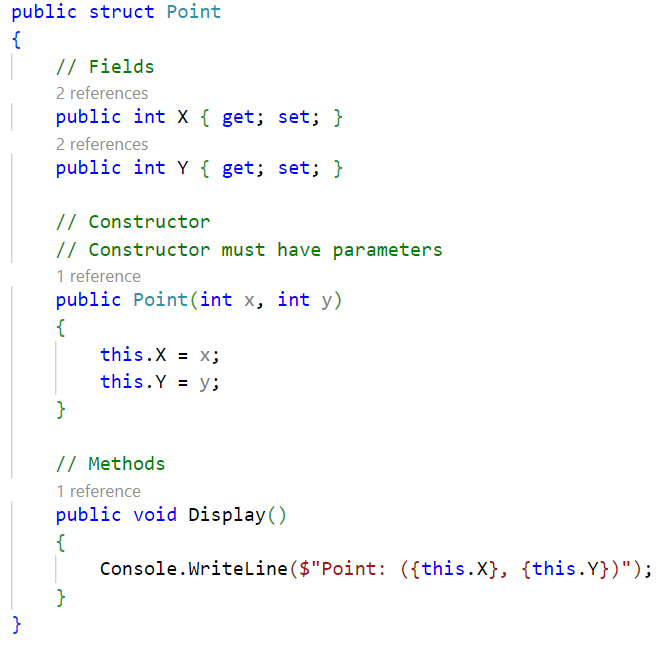 public struct Point
{
// Fields
2 references
public int X { get; set; }
2 references
public int Y { get; set; }
// Constructor
// Constructor must have parameters
1 reference
public Point(int x, int y)
{
this.X = x;
this.Y = y;
}
// Methods
1 reference
public void Display()
{
Console.WriteLine($"Point: ({this.X}, {this.Y})");
}
}